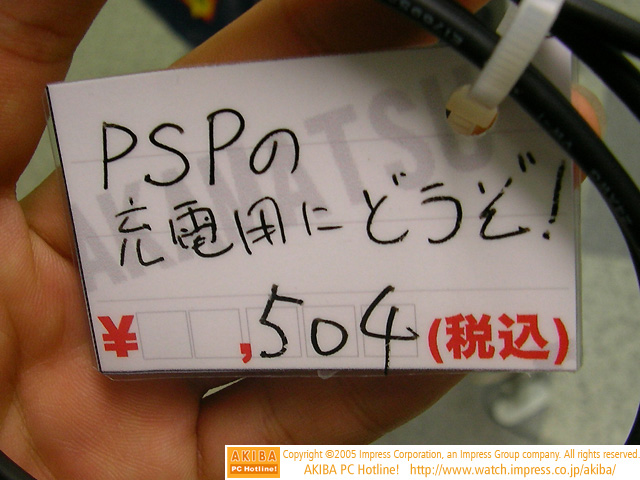 PSPの
充電用にどうぞ!
¥ ,504(税込)
AKIBA PC Hotline!
Copyright ©2005 Impress Corporation, an Impress Group company. All rights reserved.
AKIBA PC Hotline! http://www.watch.impress.co.jp/akiba/